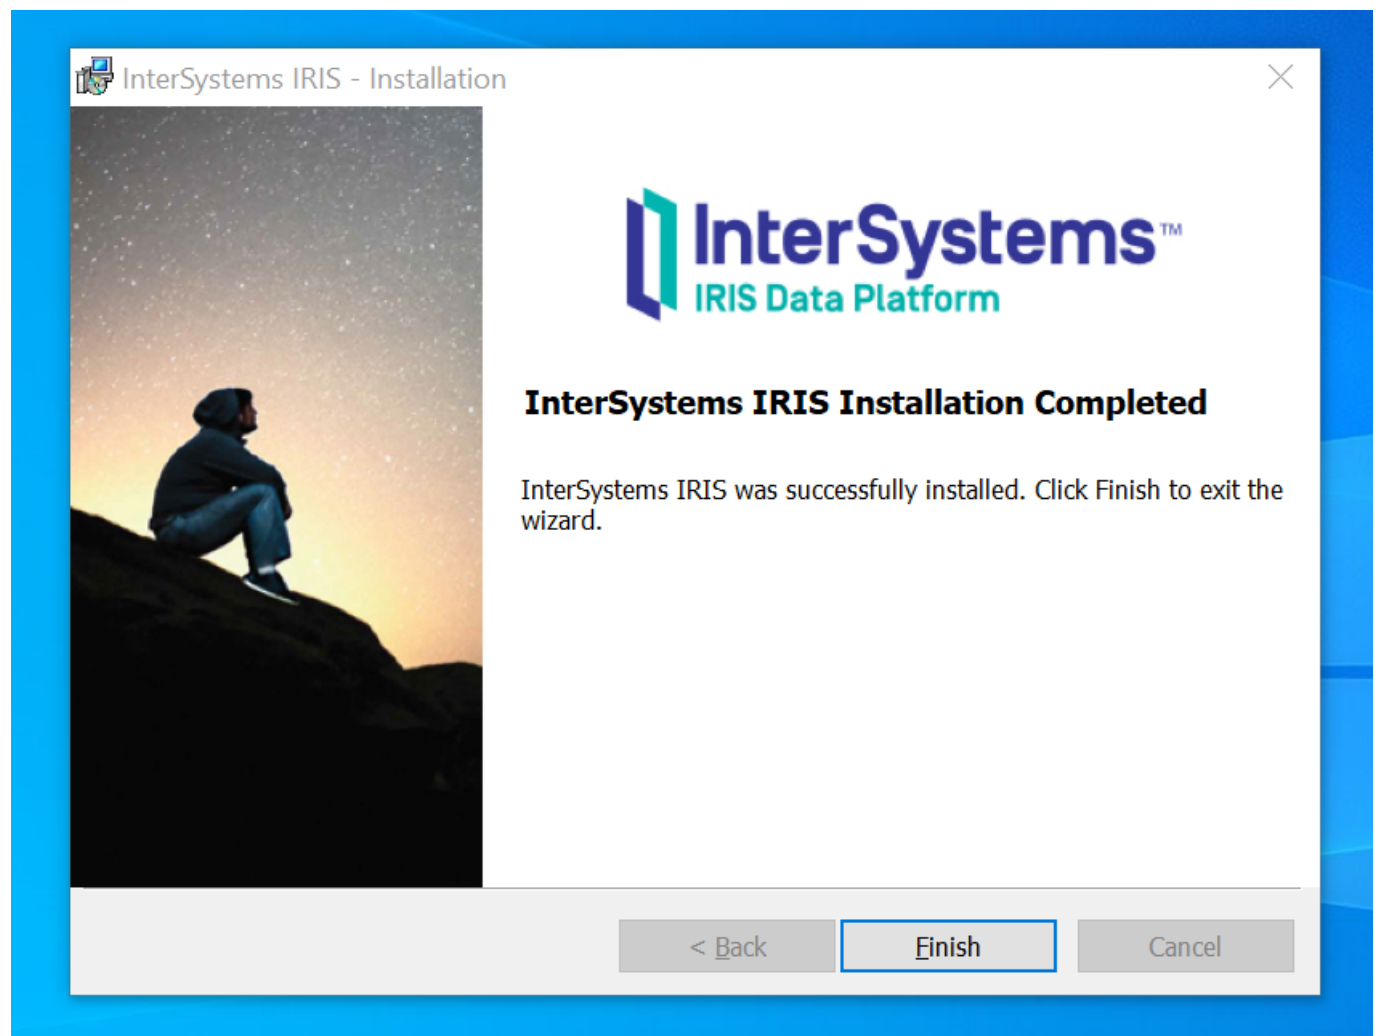 InterSystems IRIS - Installation
InterSystems™
IRIS Data Platform
InterSystems IRIS Installation Completed
InterSystems IRIS was successfully installed. Click Finish to exit the
wizard.
< Back
Finish
Cancel